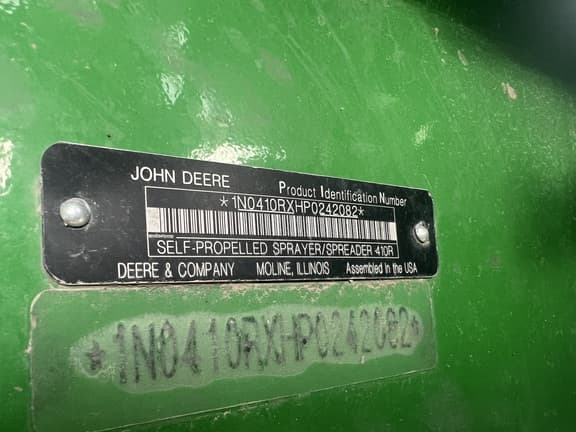 JOHN DEERE
Product Identification Number
*1N0410RXHP0242082*
SELF-PROPELLED SPRAYER/SPREADER 410R
DEERE & COMPANY MOLINE, ILLINOIS Assembled in the USA
*1N0410RXHP0242082*